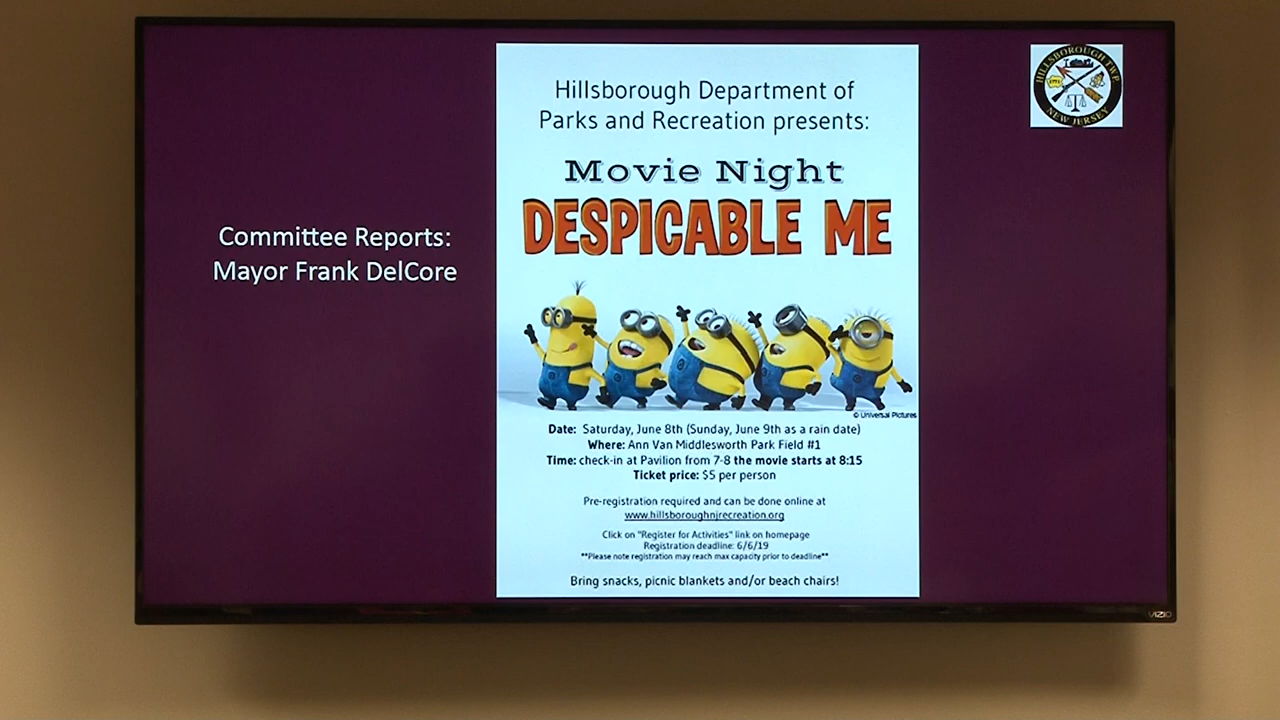 Committee Reports:
Mayor Frank DelCore
Hillsborough Department of
Parks and Recreation presents:
Movie Night
DESPICABLE ME
© Universal Pictures
Date: Saturday, June 8th (Sunday, June 9th as a rain date)
Where: Ann Van Middlesworth Park Field #1
Time: check-in at Pavilion from 7-8 the movie starts at 8:15
Ticket price: $5 per person
Pre-registration required and can be done online at
www.hillsboroughnjrecreation.org
Click on "Register for Activities" link on homepage
Registration deadline: 6/6/19
**Please note registration may reach max capacity prior to deadline**
Bring snacks, picnic blankets and/or beach chairs!
HILLSBOROUGH TWP.
NEW JERSEY
VIZIO